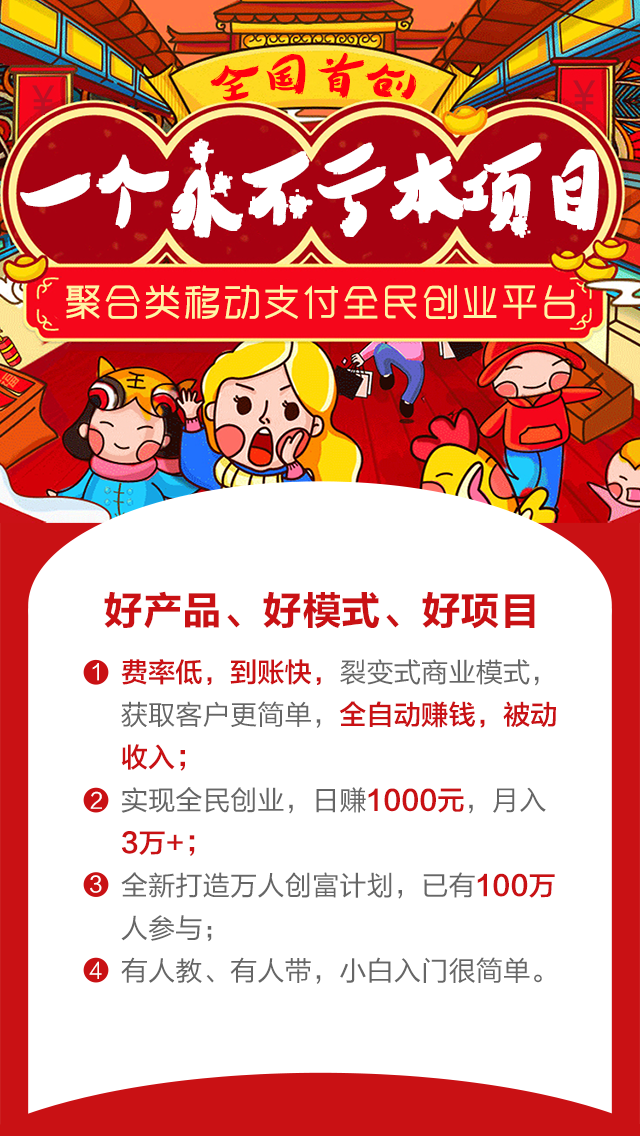 全国首创
¥
¥
一个永不亏本项目
聚合类移动支付全民创业平台
王
好产品、好模式、好项目
1 费率低，到账快，裂变式商业模式，
获取客户更简单，全自动赚钱，被动
收入；
2 实现全民创业，日赚1000元，月入
3万+；
3 全新打造万人创富计划，已有100万
人参与；
4 有人教、有人带，小白入门很简单。